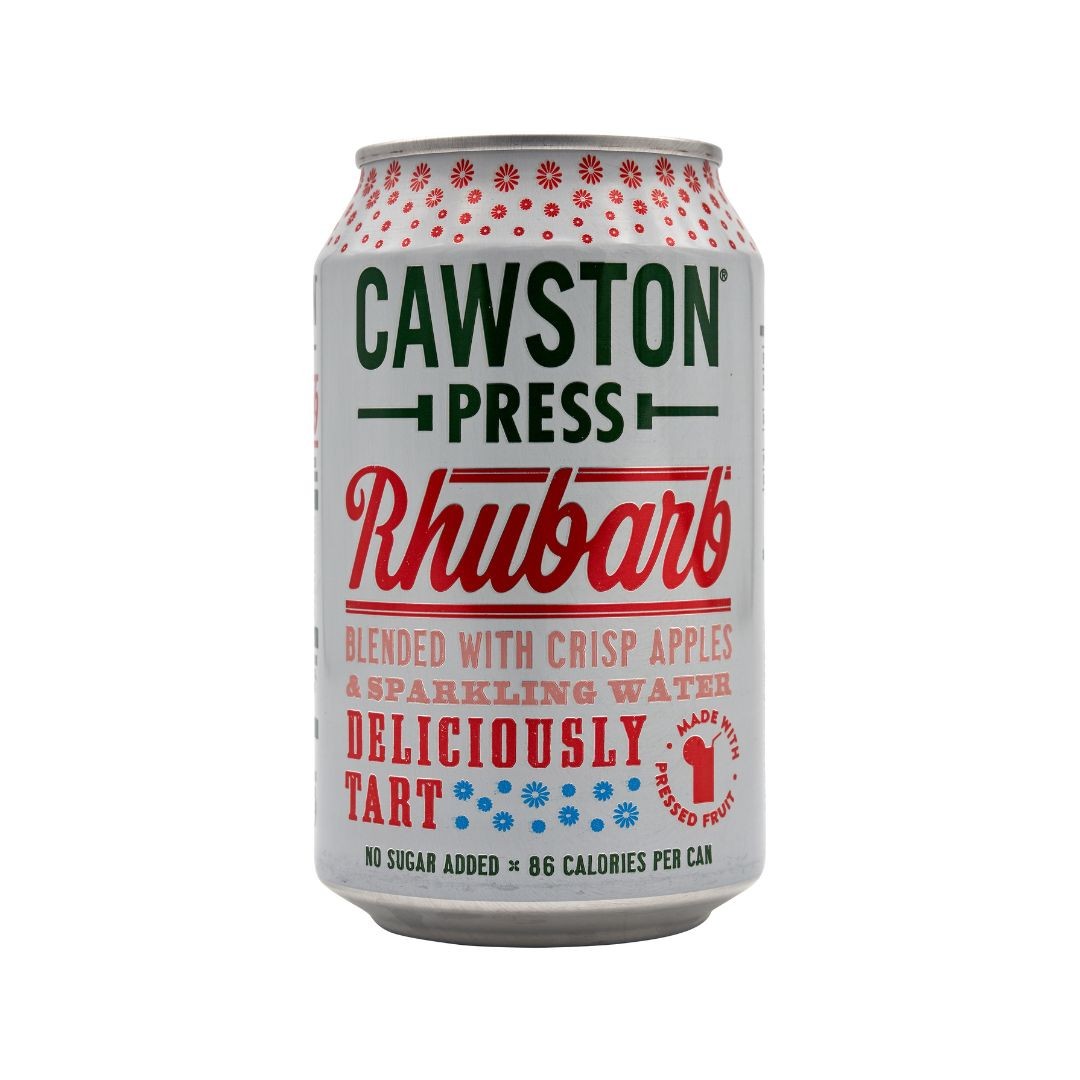 CAWSTON®
PRESS
Rhubarb
BLENDED WITH CRISP APPLES
& SPARKLING WATER
DELICIOUSLY
TART
MADE WITH
PRESSED FRUIT
NO SUGAR ADDED × 86 CALORIES PER CAN